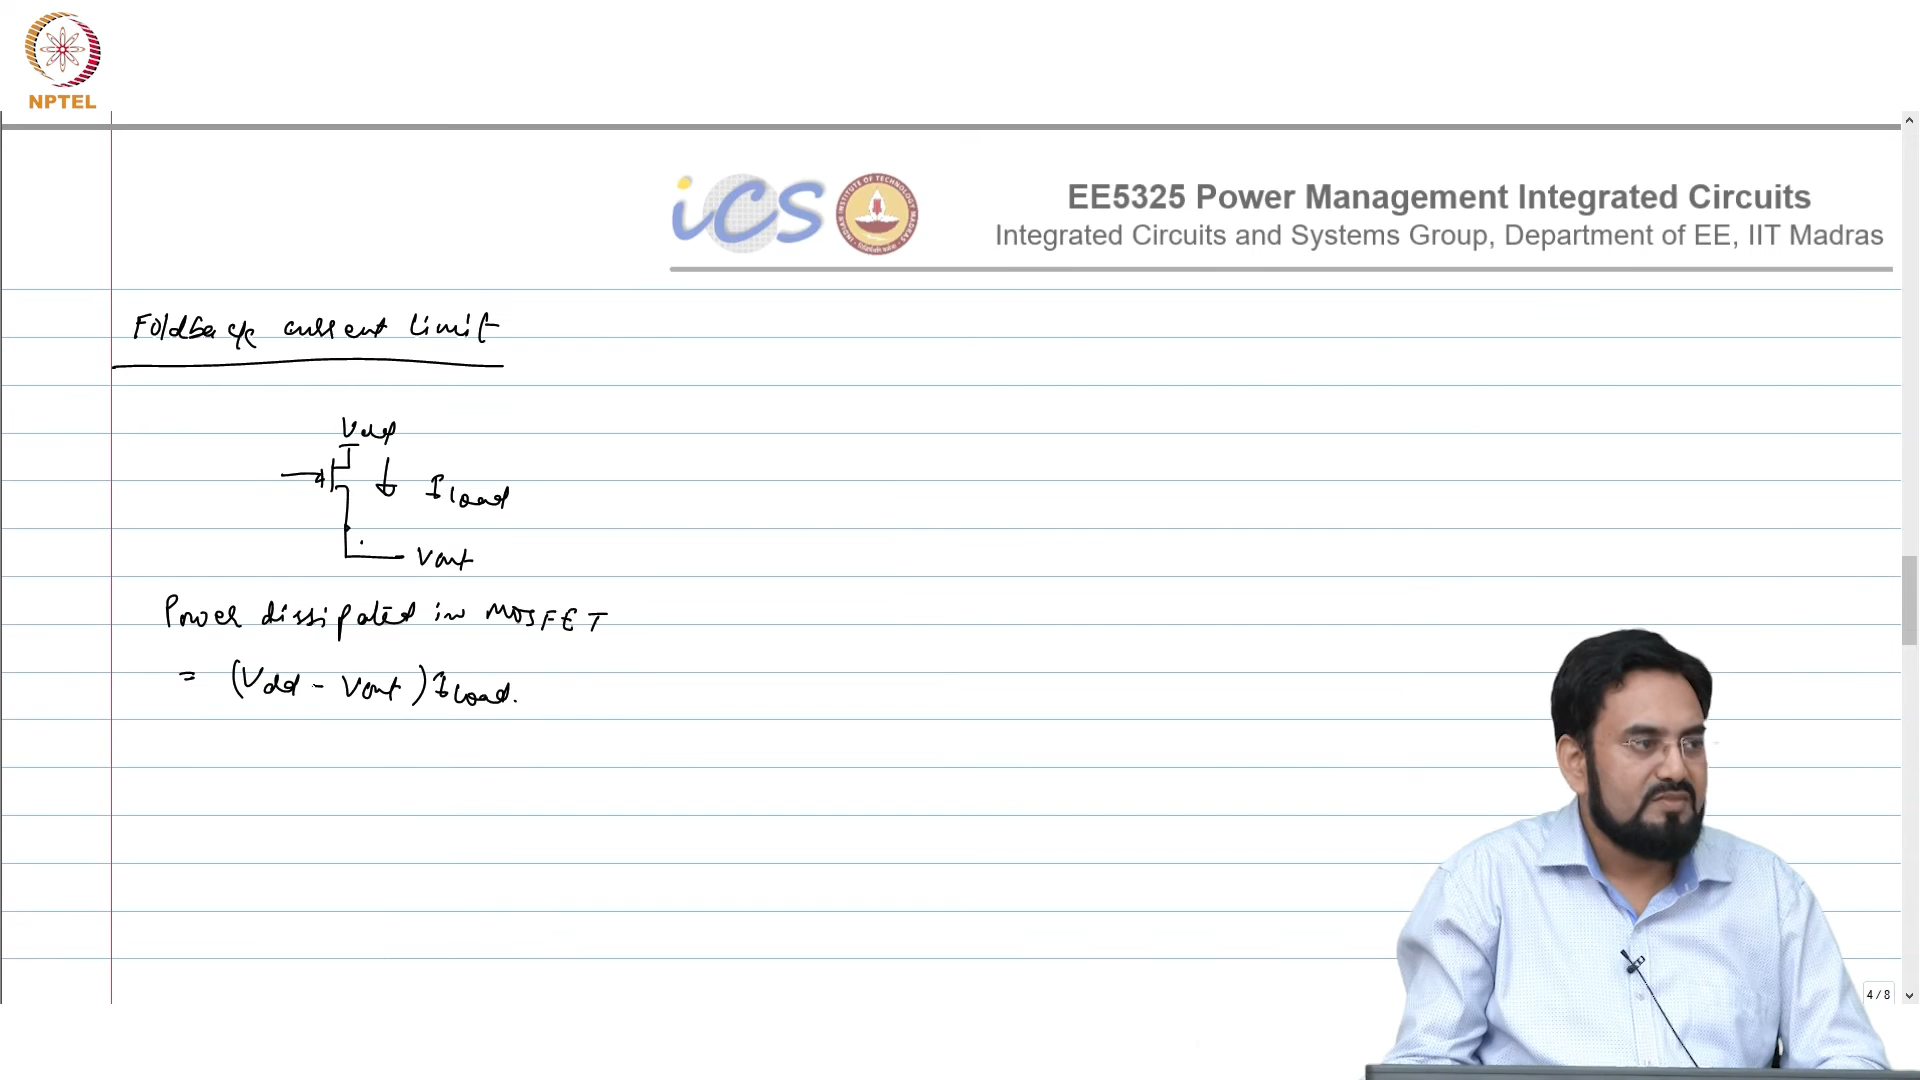 NPTEL
iCS
EE5325 Power Management Integrated Circuits
Integrated Circuits and Systems Group, Department of EE, IIT Madras
Foldback current limit
Vdd
ILoad
Vout
Power dissipated in MOSFET
= (Vdd - Vout) ILoad.
4 / 8